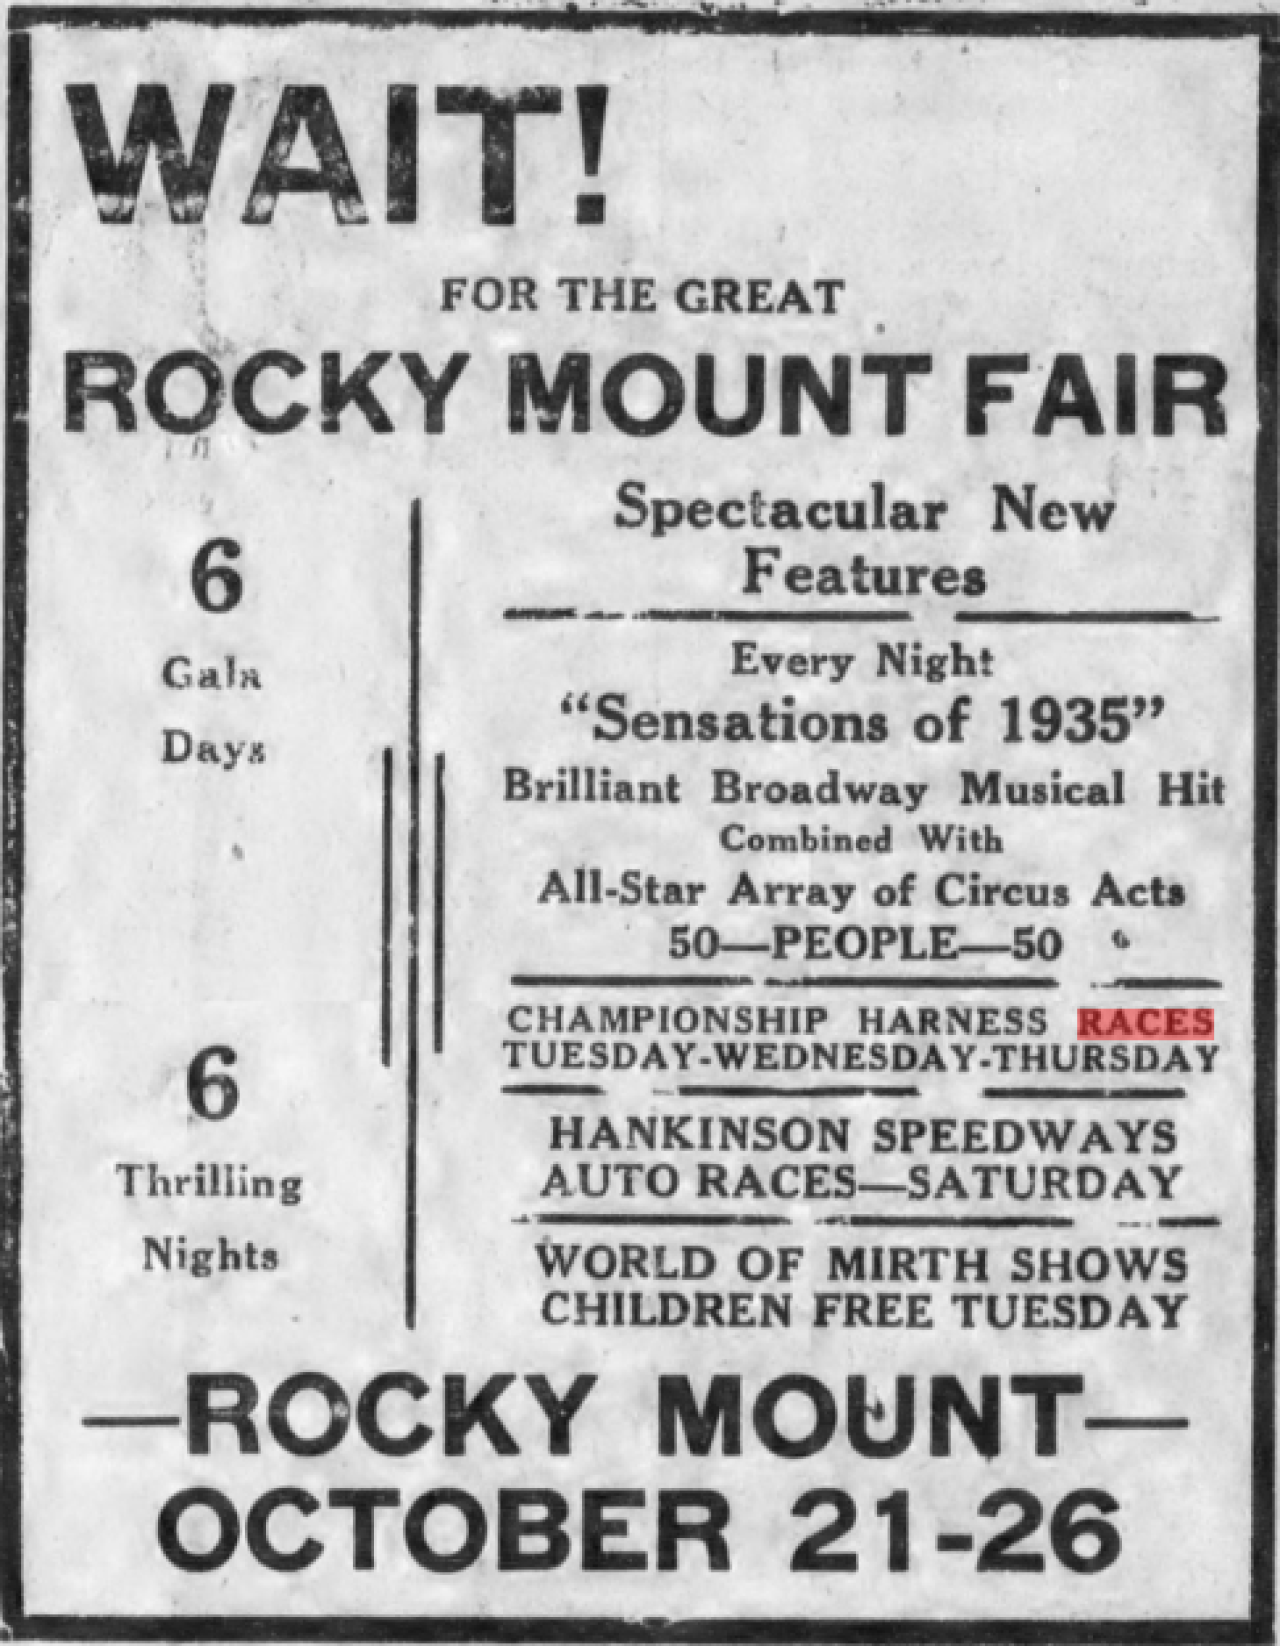 WAIT!
FOR THE GREAT
ROCKY MOUNT FAIR
6
Gala
Days
6
Thrilling
Nights
Spectacular New
Features
Every Night
“Sensations of 1935”
Brilliant Broadway Musical Hit
Combined With
All-Star Array of Circus Acts
50—PEOPLE—50
CHAMPIONSHIP HARNESS RACES
TUESDAY-WEDNESDAY-THURSDAY
HANKINSON SPEEDWAYS
AUTO RACES—SATURDAY
WORLD OF MIRTH SHOWS
CHILDREN FREE TUESDAY
—ROCKY MOUNT—
OCTOBER 21-26